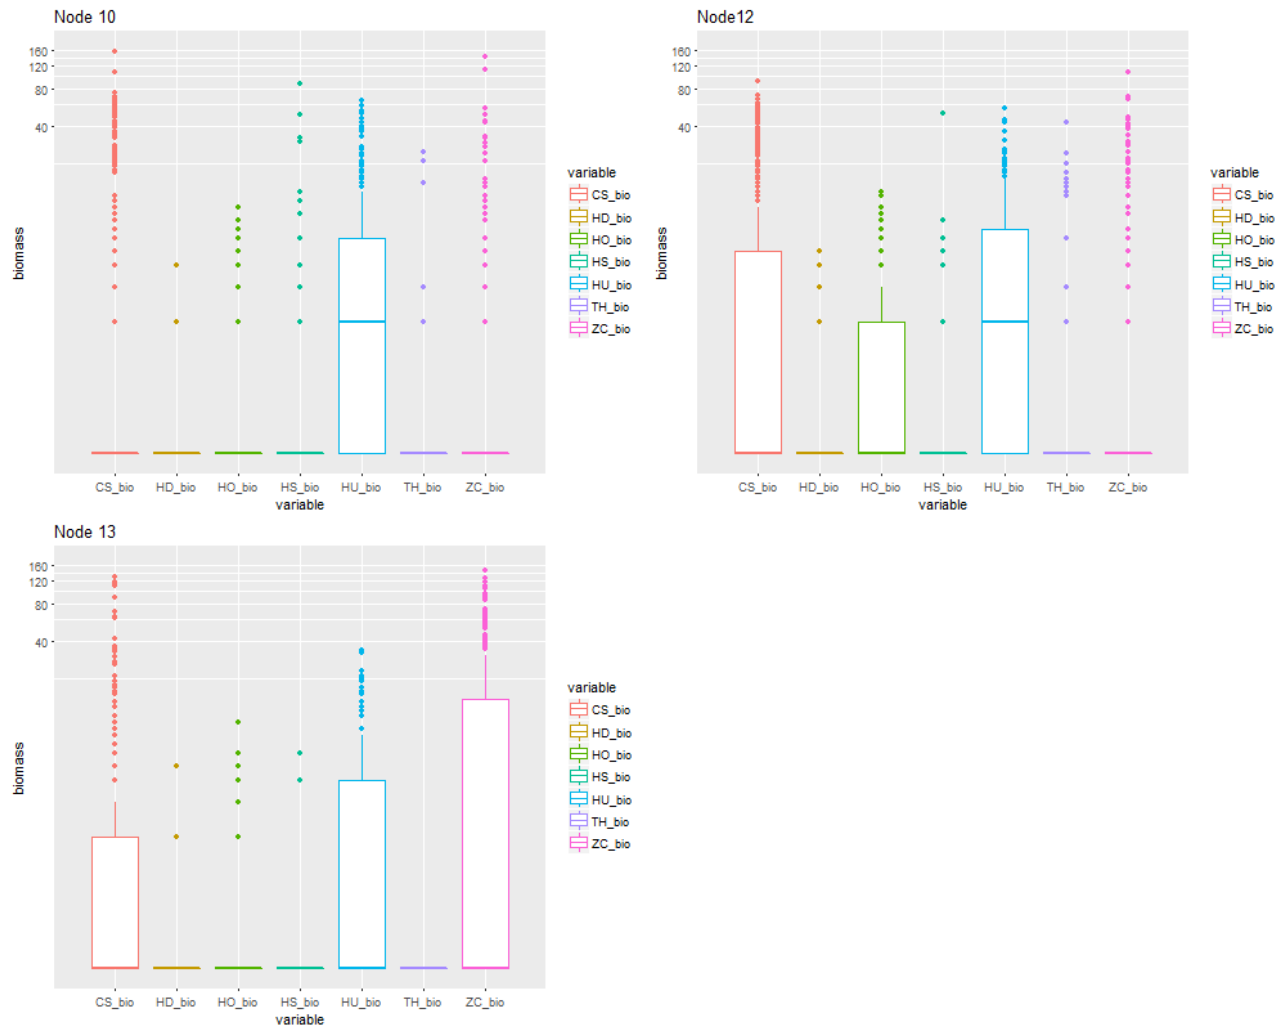 Node 10
160
120
80
40
biomass
CS_bio HD_bio HO_bio HS_bio HU_bio TH_bio ZC_bio
variable
variable
CS_bio
HD_bio
HO_bio
HS_bio
HU_bio
TH_bio
ZC_bio
Node12
160
120
80
40
biomass
CS_bio HD_bio HO_bio HS_bio HU_bio TH_bio ZC_bio
variable
variable
CS_bio
HD_bio
HO_bio
HS_bio
HU_bio
TH_bio
ZC_bio
Node 13
160
120
80
40
biomass
CS_bio HD_bio HO_bio HS_bio HU_bio TH_bio ZC_bio
variable
variable
CS_bio
HD_bio
HO_bio
HS_bio
HU_bio
TH_bio
ZC_bio